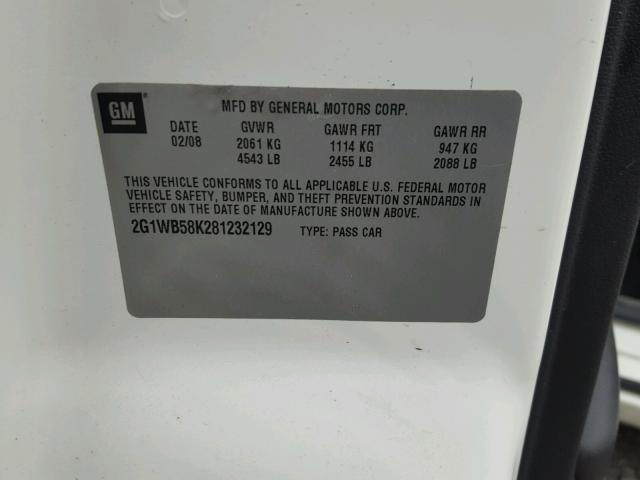 GM
MFD BY GENERAL MOTORS CORP.
DATE GVWR GAWR FRT GAWR RR
02/08 2061 KG 1114 KG 947 KG
4543 LB 2455 LB 2088 LB
THIS VEHICLE CONFORMS TO ALL APPLICABLE U.S. FEDERAL MOTOR
VEHICLE SAFETY, BUMPER, AND THEFT PREVENTION STANDARDS IN
EFFECT ON THE DATE OF MANUFACTURE SHOWN ABOVE.
2G1WB58K281232129 TYPE: PASS CAR